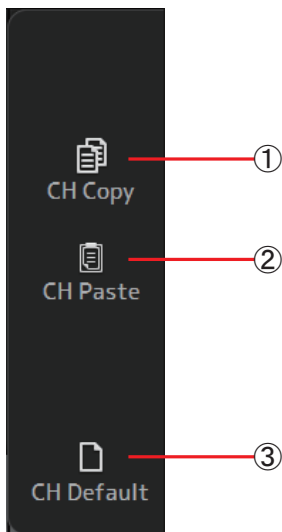 CH Copy
①
CH Paste
②
CH Default
③